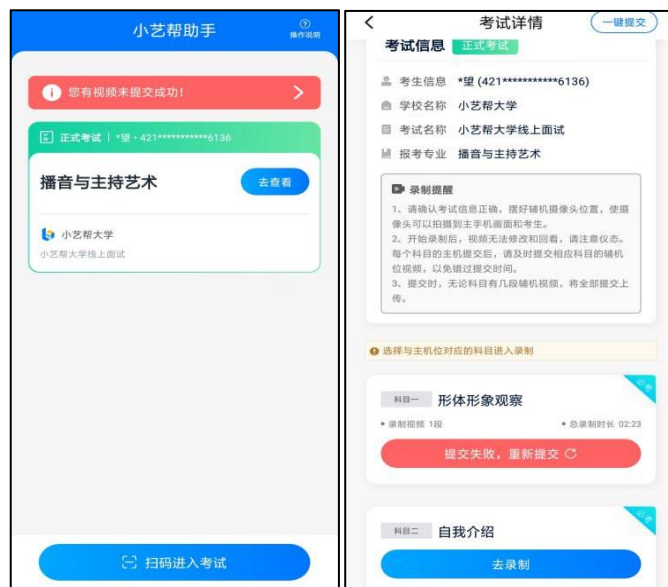 小艺帮助手
操作说明
您有视频未提交成功!
正式考试 | *望·421***********6136
播音与主持艺术
去查看
小艺帮大学
小艺帮大学线上面试
扫码进入考试
考试详情
一键提交
考试信息 正式考试
考生信息 *望 (421***********6136)
学校名称 小艺帮大学
考试名称 小艺帮大学线上面试
报考专业 播音与主持艺术
录制提醒
1、请确认考试信息正确,摆好辅机摄像头位置,使摄
像头可以拍摄到主手机画面和考生。
2、开始录制后,视频无法修改和回看,请注意仪态。
每个科目的主机提交后,请及时提交相应科目的辅机
位视频,以免错过提交时间。
3、提交时,无论科目有几段辅机视频,将全部提交上
传。
选择与主机位对应的科目进入录制
必考
科目一 形体形象观察
• 录制视频 1段 • 总录制时长 02:23
提交失败,重新提交
必考
科目二 自我介绍
去录制